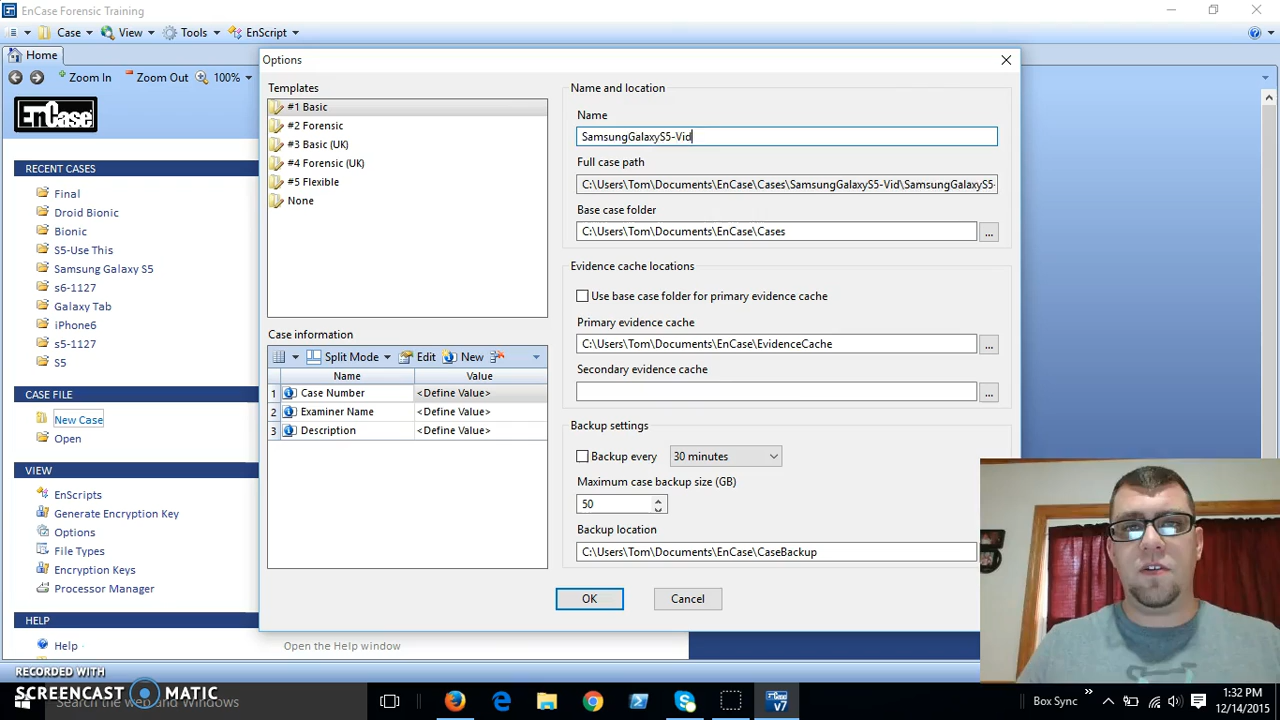 EnCase Forensic Training
Case View Tools EnScript
Home
Zoom In Zoom Out 100%
EnCase
RECENT CASES
Final
Droid Bionic
Bionic
S5-Use This
Samsung Galaxy S5
s6-1127
Galaxy Tab
iPhone6
s5-1127
S5
CASE FILE
New Case
Open
VIEW
EnScripts
Generate Encryption Key
Options
File Types
Encryption Keys
Processor Manager
HELP
Help Open the Help window
Options
Templates
#1 Basic
#2 Forensic
#3 Basic (UK)
#4 Forensic (UK)
#5 Flexible
None
Case information
Split Mode Edit New
Name Value
1 Case Number <Define Value>
2 Examiner Name <Define Value>
3 Description <Define Value>
Name and location
Name
SamsungGalaxyS5-Vid
Full case path
C:\Users\Tom\Documents\EnCase\Cases\SamsungGalaxyS5-Vid\SamsungGalaxyS5-
Base case folder
C:\Users\Tom\Documents\EnCase\Cases
...
Evidence cache locations
Use base case folder for primary evidence cache
Primary evidence cache
C:\Users\Tom\Documents\EnCase\EvidenceCache
...
Secondary evidence cache
...
Backup settings
Backup every 30 minutes
Maximum case backup size (GB)
50
Backup location
C:\Users\Tom\Documents\EnCase\CaseBackup
OK Cancel
RECORDED WITH
SCREENCAST MATIC
Search the web and Windows
v7
Box Sync
1:32 PM
12/14/2015